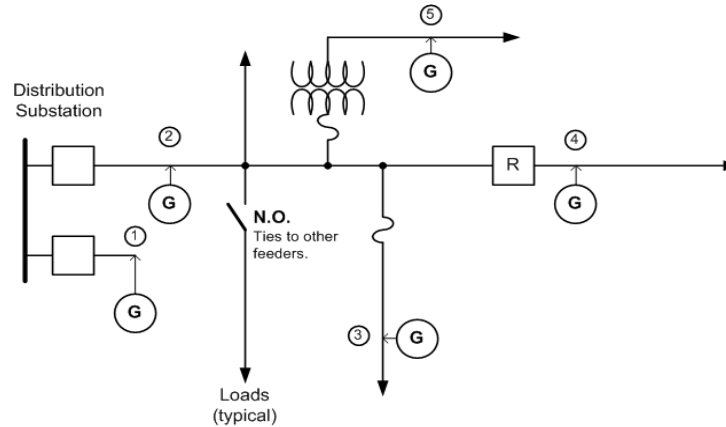 5
G
Distribution
Substation
2
4
R
G
G
N.O.
Ties to other
feeders.
1
G
3
G
Loads
(typical)